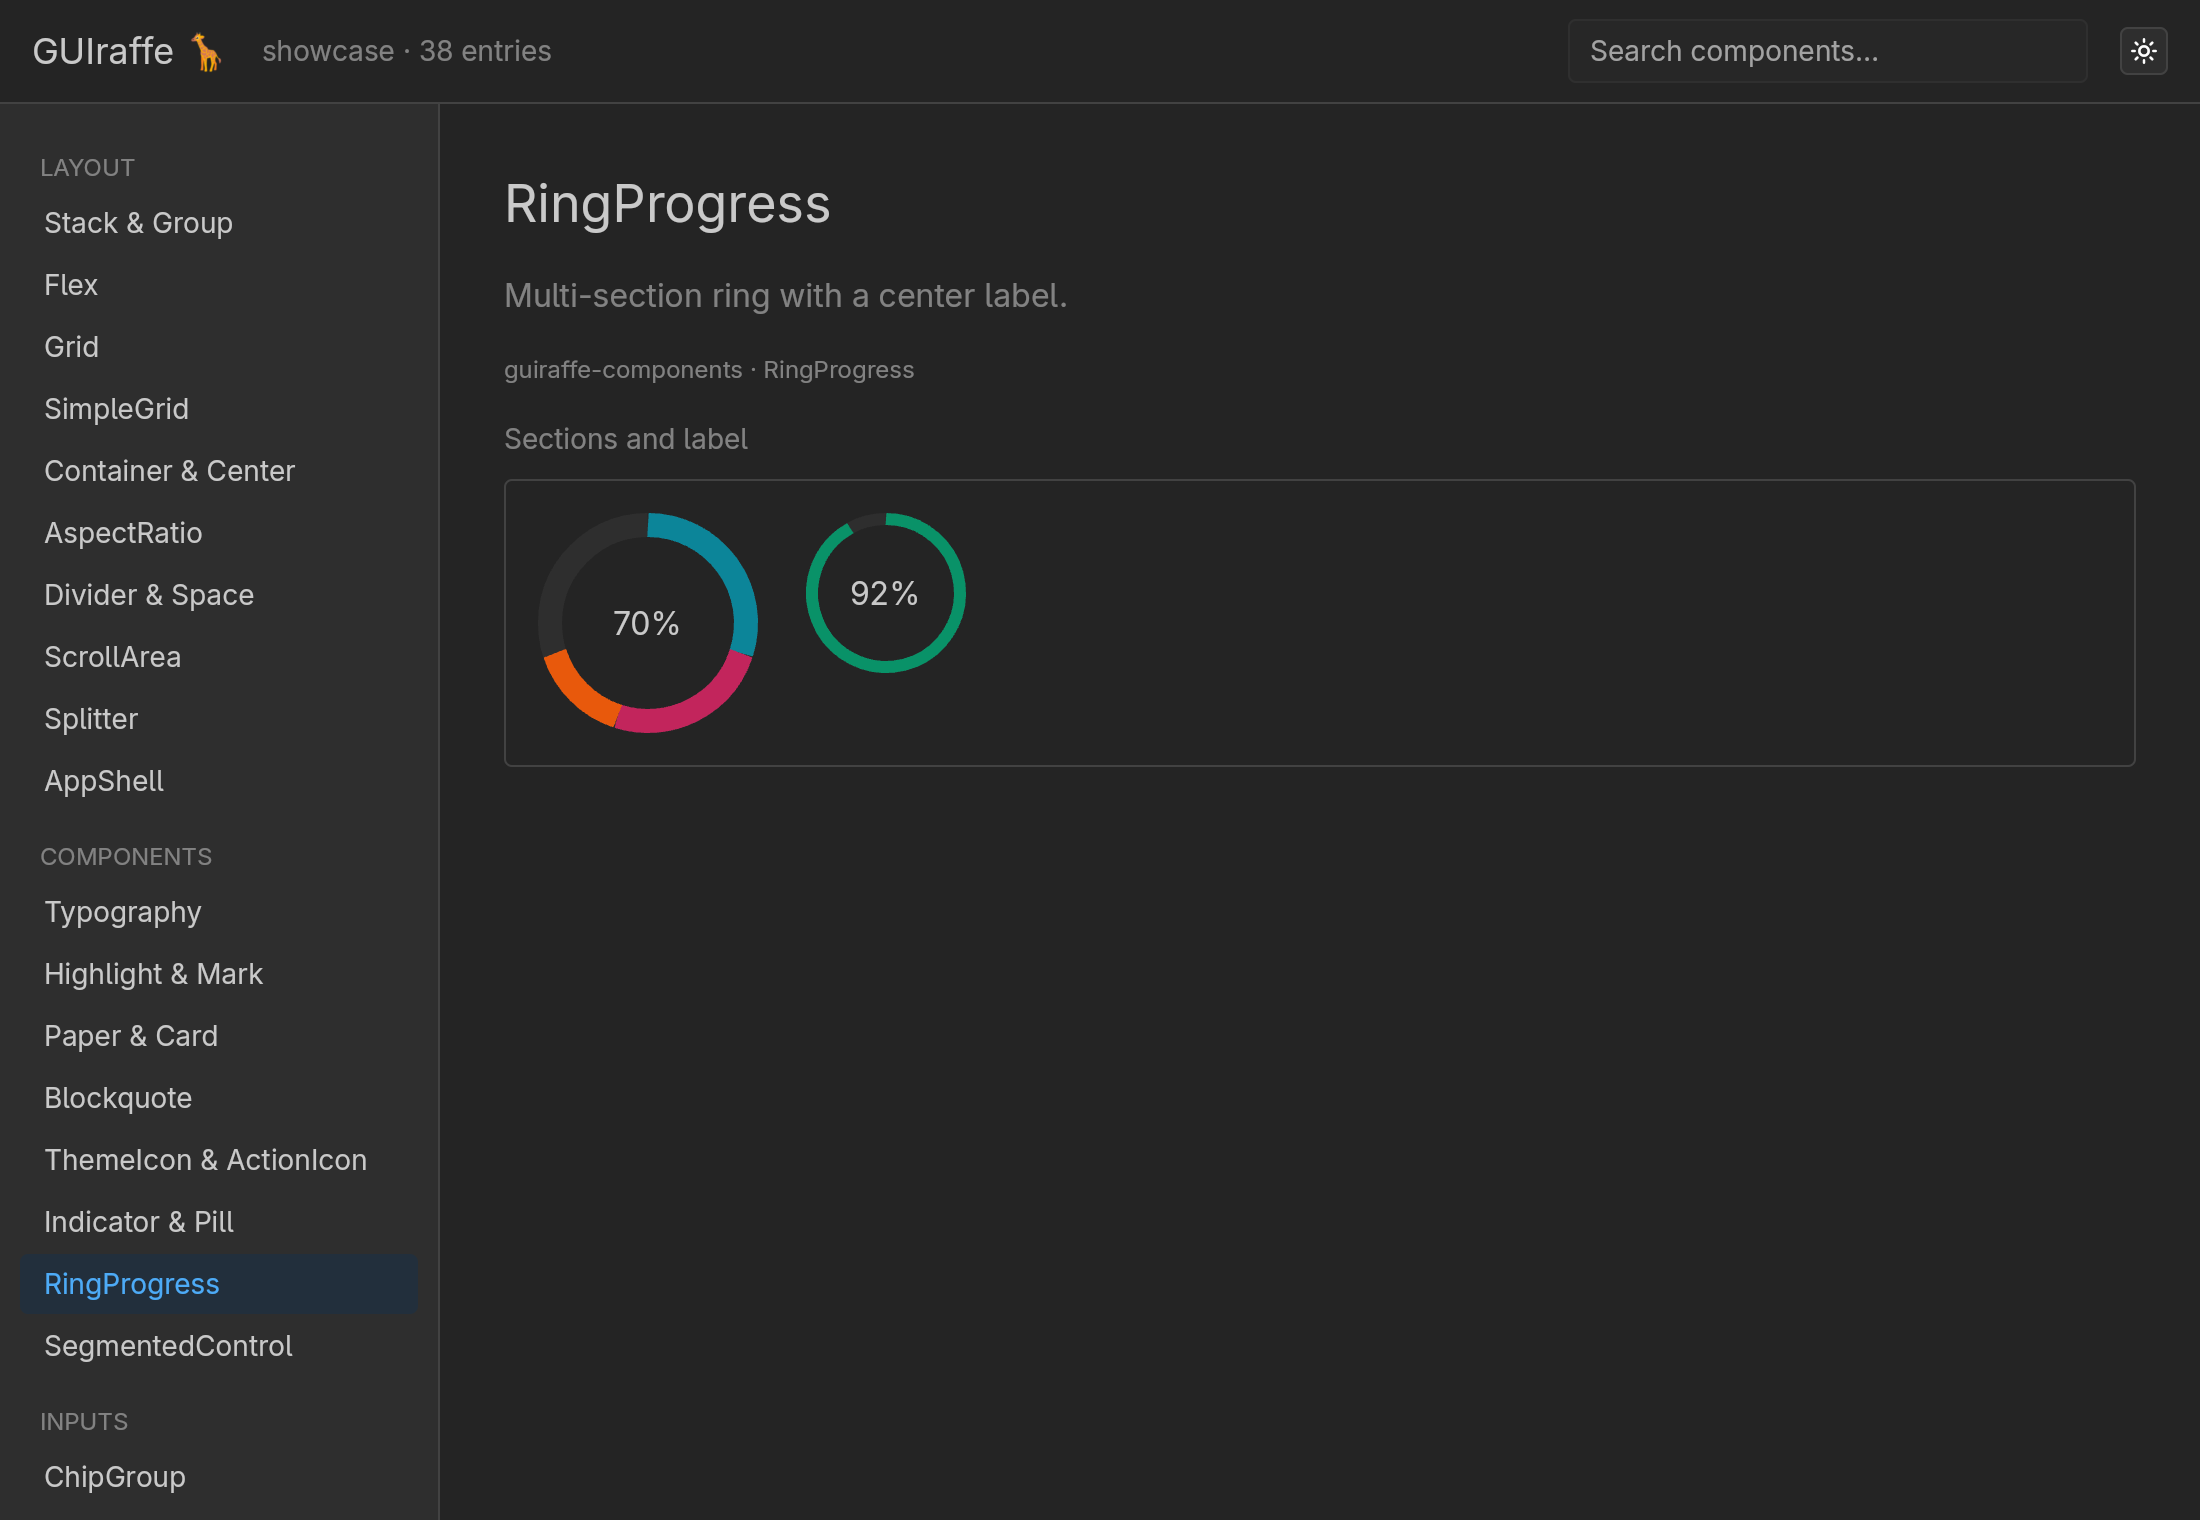 GUIraffe 🦒 showcase · 38 entries
Search components...
LAYOUT
Stack & Group
Flex
Grid
SimpleGrid
Container & Center
AspectRatio
Divider & Space
ScrollArea
Splitter
AppShell
COMPONENTS
Typography
Highlight & Mark
Paper & Card
Blockquote
ThemeIcon & ActionIcon
Indicator & Pill
RingProgress
SegmentedControl
INPUTS
ChipGroup
RingProgress
Multi-section ring with a center label.
guiraffe-components · RingProgress
Sections and label
70%
92%